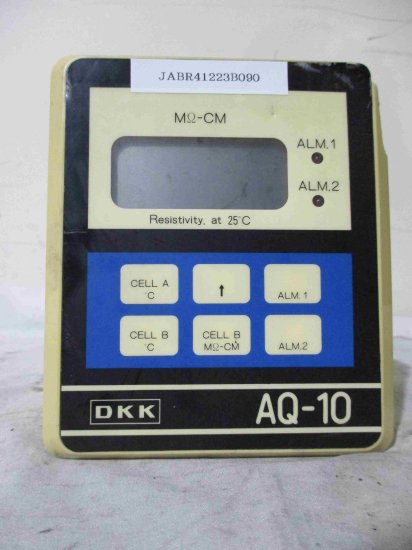 JABR41223B090
MΩ-CM
ALM.1
ALM.2
Resistivity. at 25°C
CELL A
°C
↑
ALM.1
CELL B
°C
CELL B
MΩ-CM
ALM.2
DKK
AQ-10